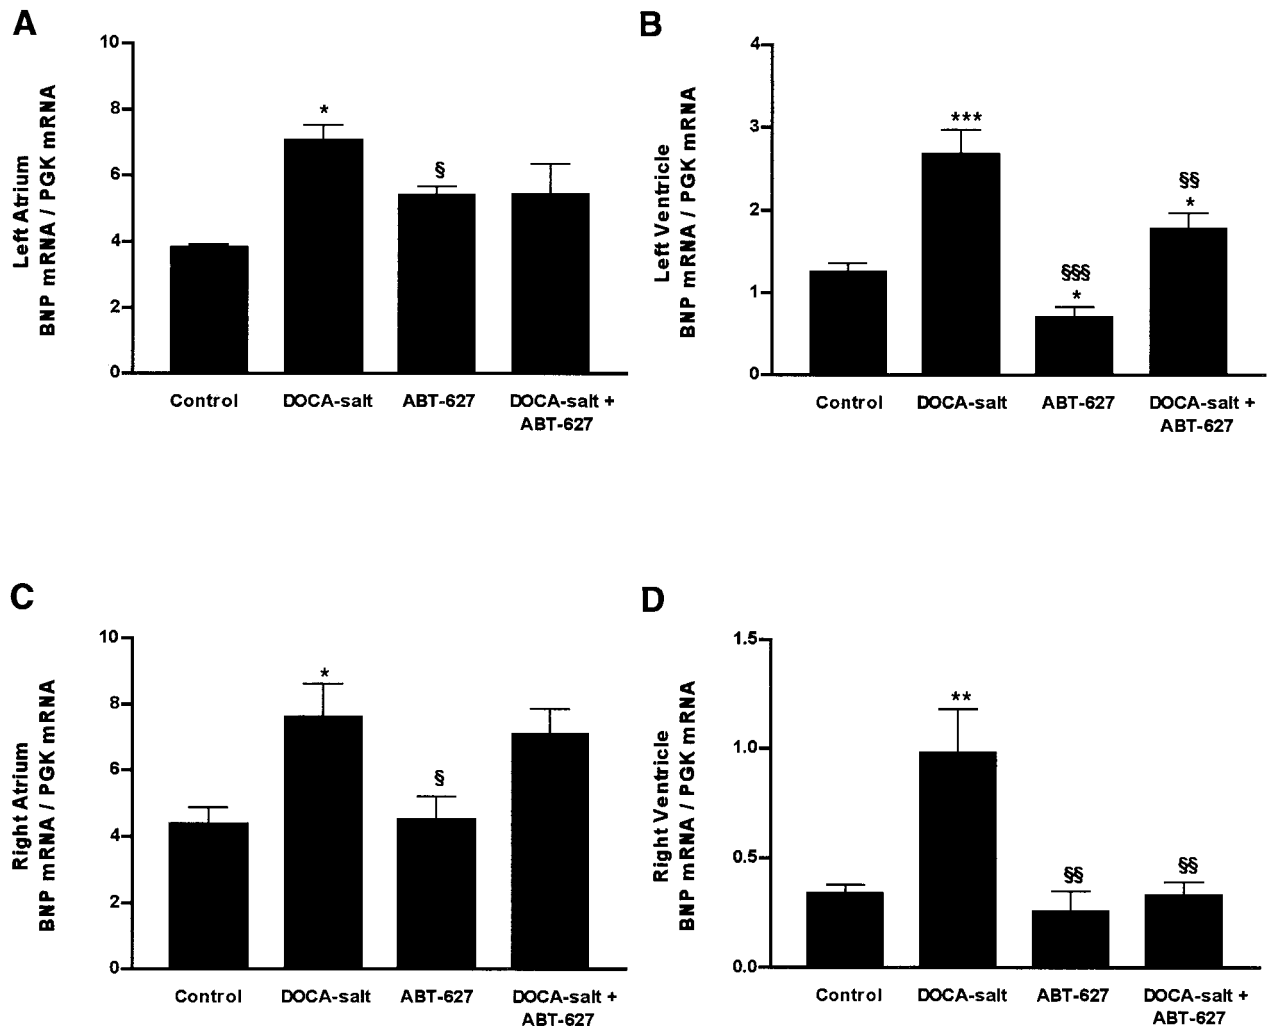 A
Left Atrium
BNP mRNA / PGK mRNA
10
8
6
4
2
0
*
§
Control
DOCA-salt
ABT-627
DOCA-salt +
ABT-627
B
Left Ventricle
BNP mRNA / PGK mRNA
4
3
2
1
0
***
§§§
*
§§
*
Control
DOCA-salt
ABT-627
DOCA-salt +
ABT-627
C
Right Atrium
BNP mRNA / PGK mRNA
10
8
6
4
2
0
*
§
Control
DOCA-salt
ABT-627
DOCA-salt +
ABT-627
D
Right Ventricle
BNP mRNA / PGK mRNA
1.5
1.0
0.5
0.0
**
§§
§§
Control
DOCA-salt
ABT-627
DOCA-salt +
ABT-627